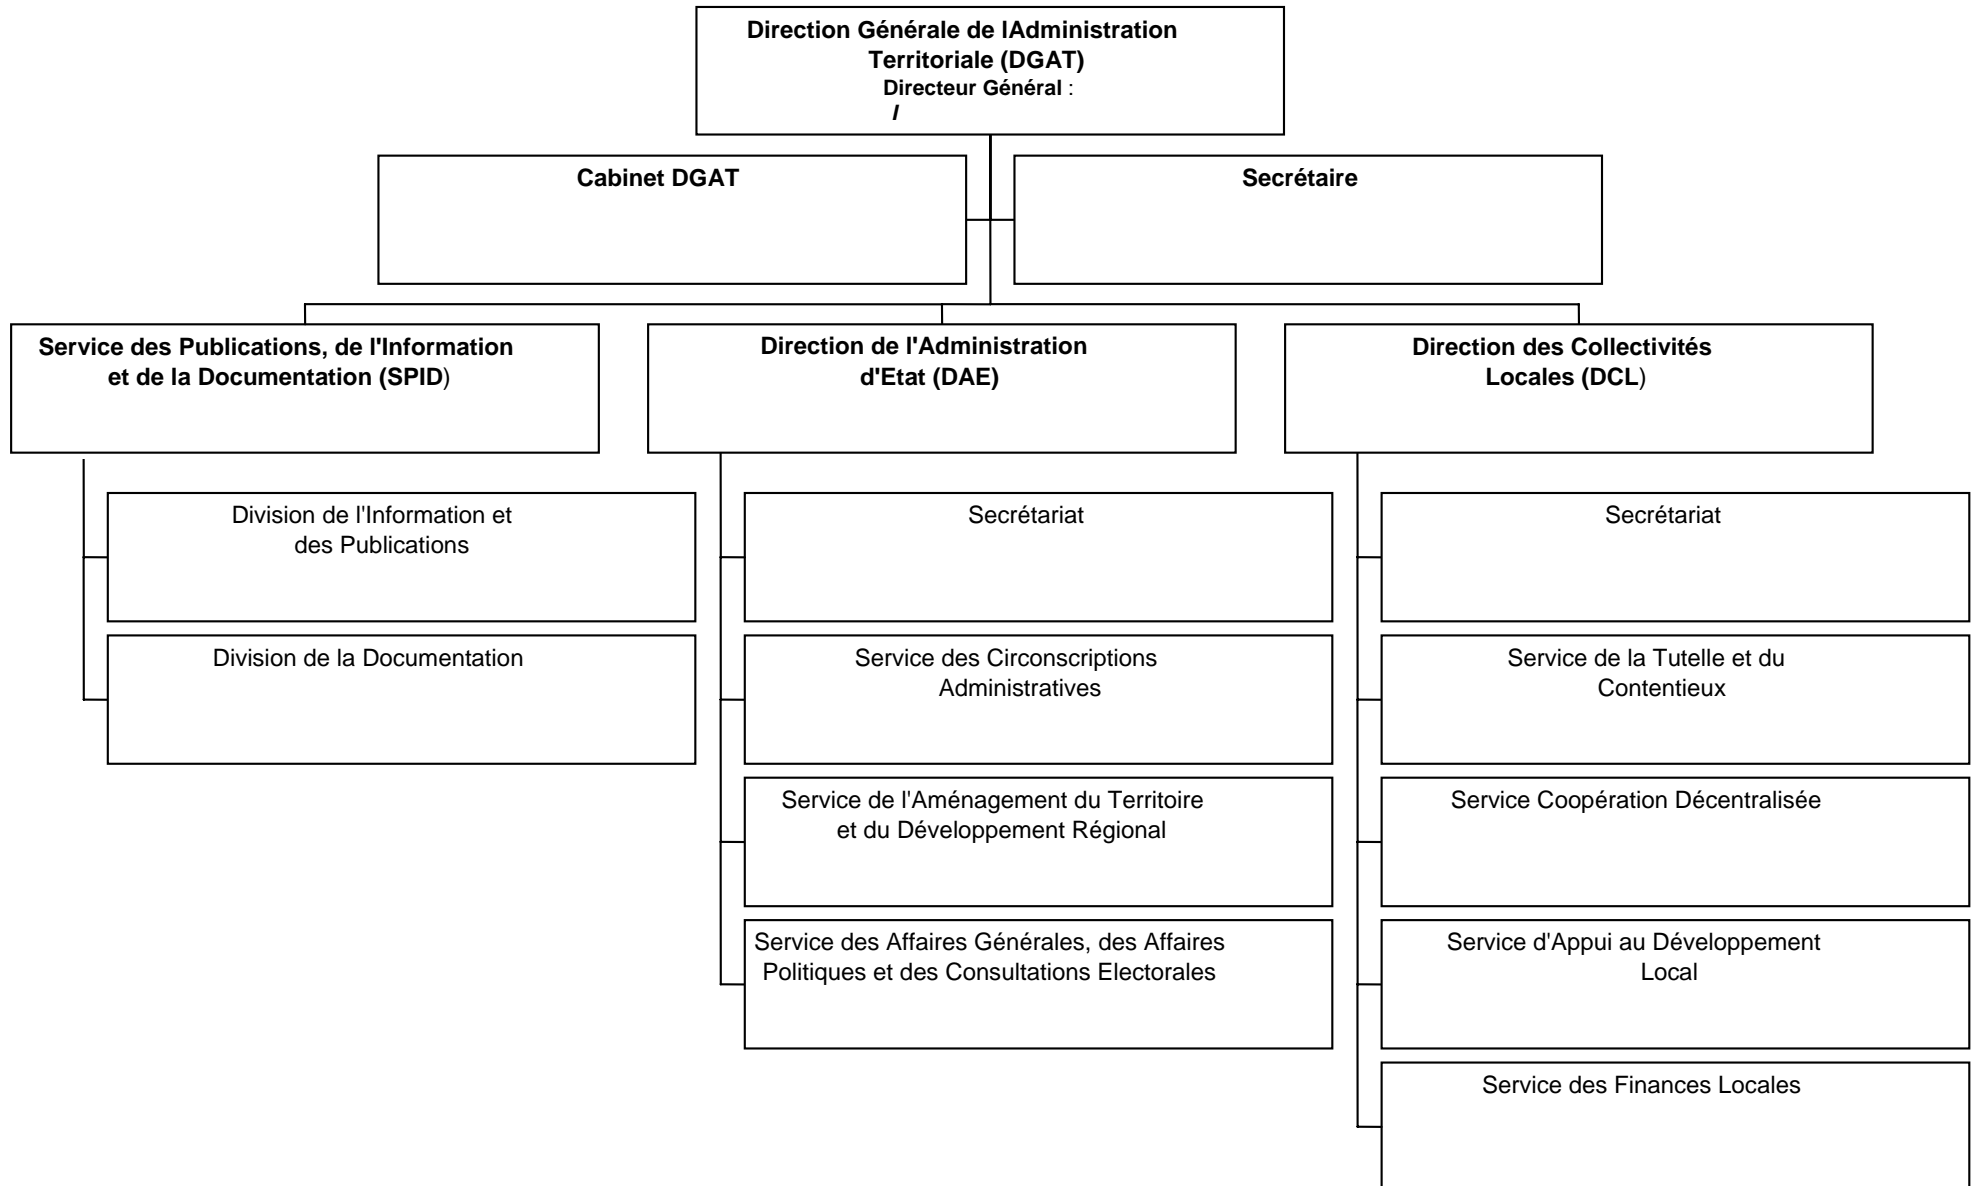 Direction Générale de lAdministration
Territoriale (DGAT)
Directeur Général :
/
Cabinet DGAT
Secrétaire
Service des Publications, de l'Information
et de la Documentation (SPID)
Direction de l'Administration
d'Etat (DAE)
Direction des Collectivités
Locales (DCL)
Division de l'Information et
des Publications
Division de la Documentation
Secrétariat
Service des Circonscriptions
Administratives
Service de l'Aménagement du Territoire
et du Développement Régional
Service des Affaires Générales, des Affaires
Politiques et des Consultations Electorales
Secrétariat
Service de la Tutelle et du
Contentieux
Service Coopération Décentralisée
Service d'Appui au Développement
Local
Service des Finances Locales